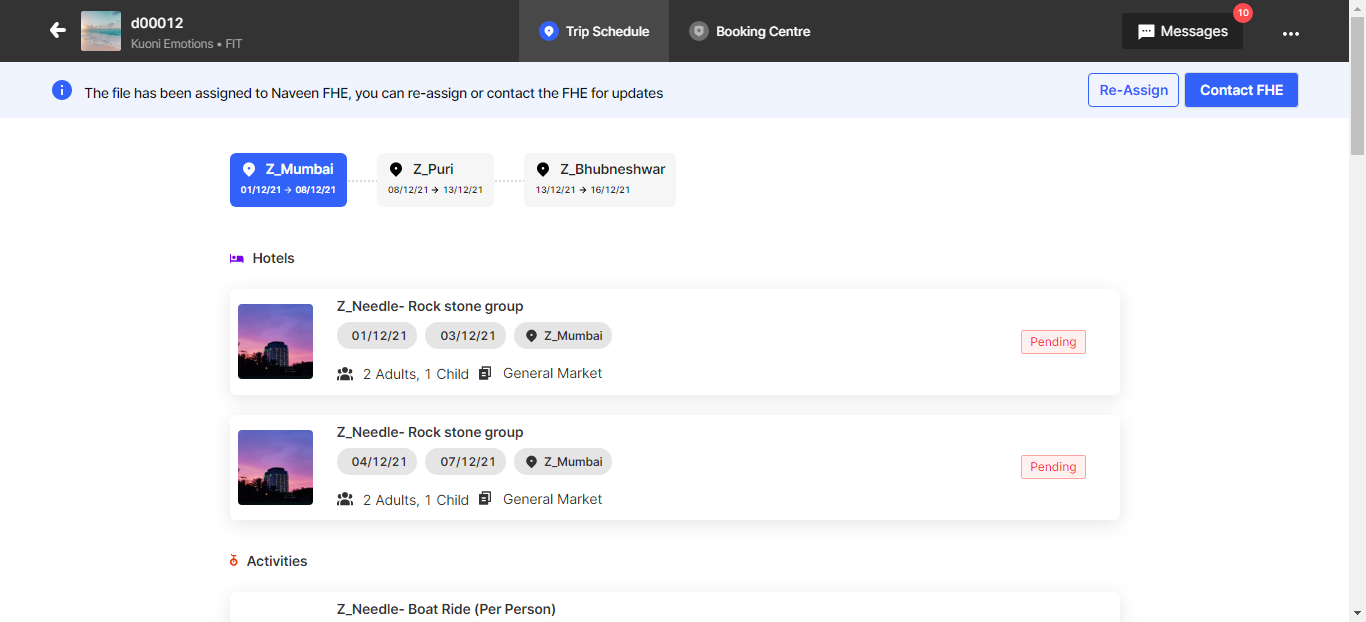 d00012
Kuoni Emotions • FIT
Trip Schedule
Booking Centre
Messages
10
The file has been assigned to Naveen FHE, you can re-assign or contact the FHE for updates
Re-Assign
Contact FHE
Z_Mumbai
01/12/21 → 08/12/21
Z_Puri
08/12/21 → 13/12/21
Z_Bhubneshwar
13/12/21 → 16/12/21
Hotels
Z_Needle- Rock stone group
01/12/21 03/12/21 Z_Mumbai
Pending
2 Adults, 1 Child General Market
Z_Needle- Rock stone group
04/12/21 07/12/21 Z_Mumbai
Pending
2 Adults, 1 Child General Market
Activities
Z_Needle- Boat Ride (Per Person)